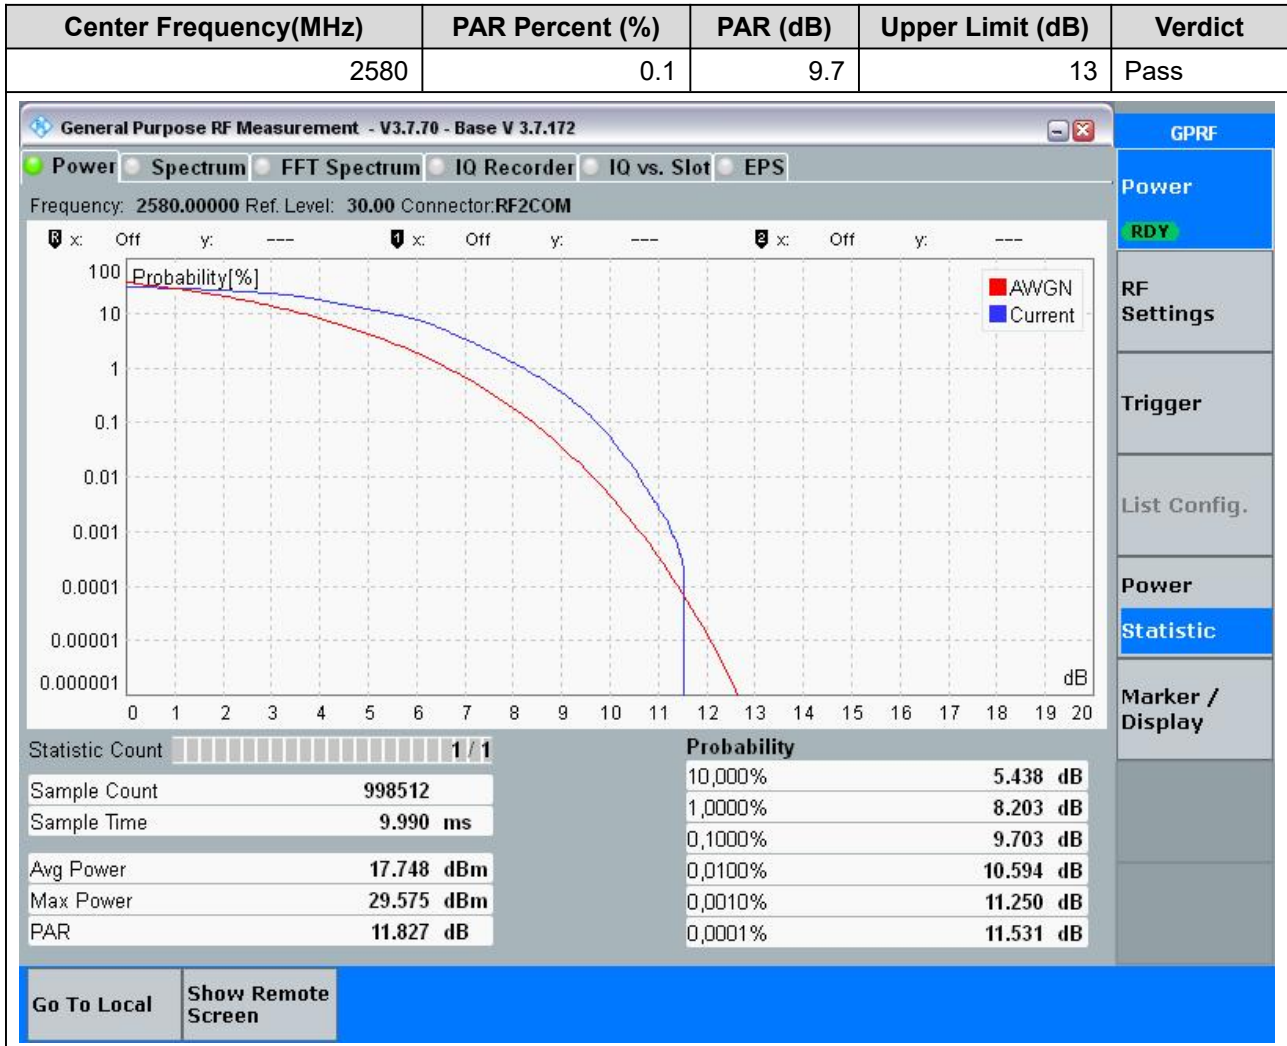 Center Frequency(MHz) PAR Percent (%) PAR (dB) Upper Limit (dB) Verdict
2580 0.1 9.7 13 Pass
General Purpose RF Measurement - V3.7.70 - Base V 3.7.172
GPRF
Power Spectrum FFT Spectrum IQ Recorder IQ vs. Slot EPS
Frequency: 2580.00000 Ref. Level: 30.00 Connector:RF2COM
Power
RDY
R x: Off y: --- 1 x: Off y: --- 2 x: Off y: ---
Probability[%]
AWGN
Current
100
10
1
0.1
0.01
0.001
0.0001
0.00001
0.000001
dB
0 1 2 3 4 5 6 7 8 9 10 11 12 13 14 15 16 17 18 19 20
RF
Settings
Trigger
List Config.
Power
Statistic
Marker /
Display
Statistic Count 1 / 1
Sample Count 998512
Sample Time 9.990 ms
Avg Power 17.748 dBm
Max Power 29.575 dBm
PAR 11.827 dB
Probability
10,000% 5.438 dB
1,0000% 8.203 dB
0,1000% 9.703 dB
0,0100% 10.594 dB
0,0010% 11.250 dB
0,0001% 11.531 dB
Go To Local
Show Remote
Screen